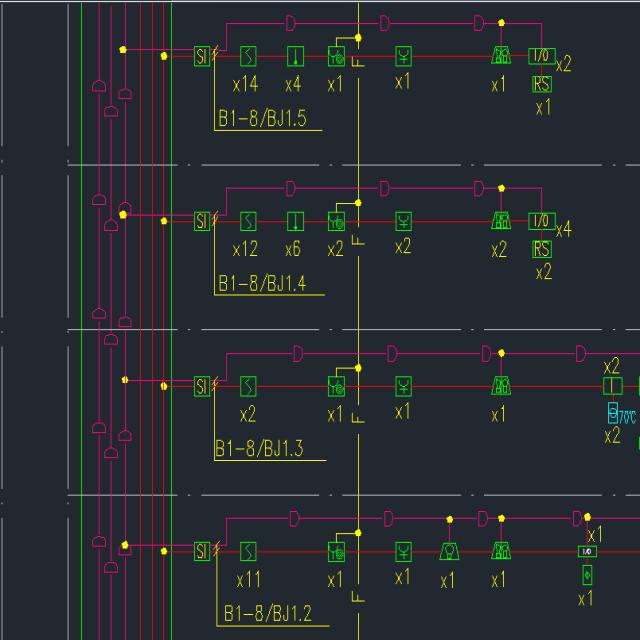 SI I/O x2
F
RS
x14 x4 x1 x1 x1
x1
B1-8/BJ1.5
SI I/O x4
F
RS
x12 x6 x2 x2 x2
x2
B1-8/BJ1.4
x2
SI I
70℃
x2 x1 x1 x1
F
x2
B1-8/BJ1.3
x1
SI I/O
x11 x1 x1 x1 x1
F
x1
B1-8/BJ1.2